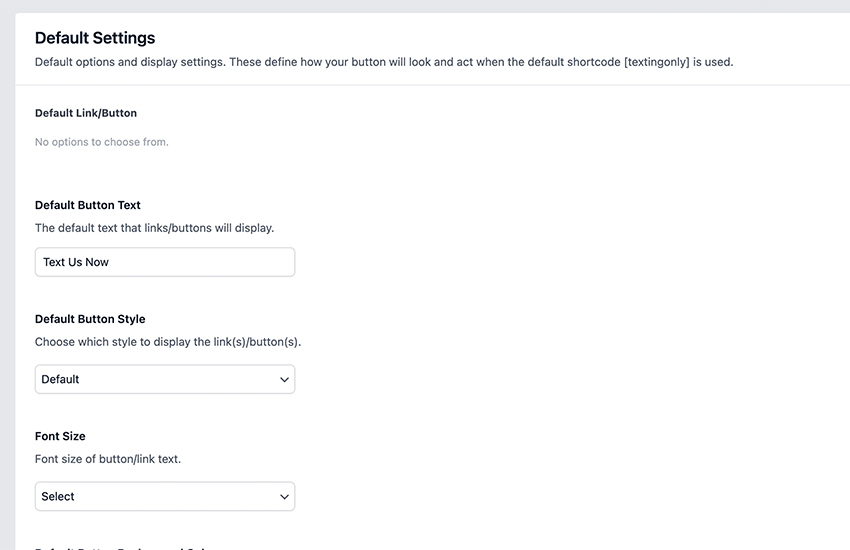 Default Settings
Default options and display settings. These define how your button will look and act when the default shortcode [textingonly] is used.
Default Link/Button
No options to choose from.
Default Button Text
The default text that links/buttons will display.
Text Us Now
Default Button Style
Choose which style to display the link(s)/button(s).
Default
Font Size
Font size of button/link text.
Select